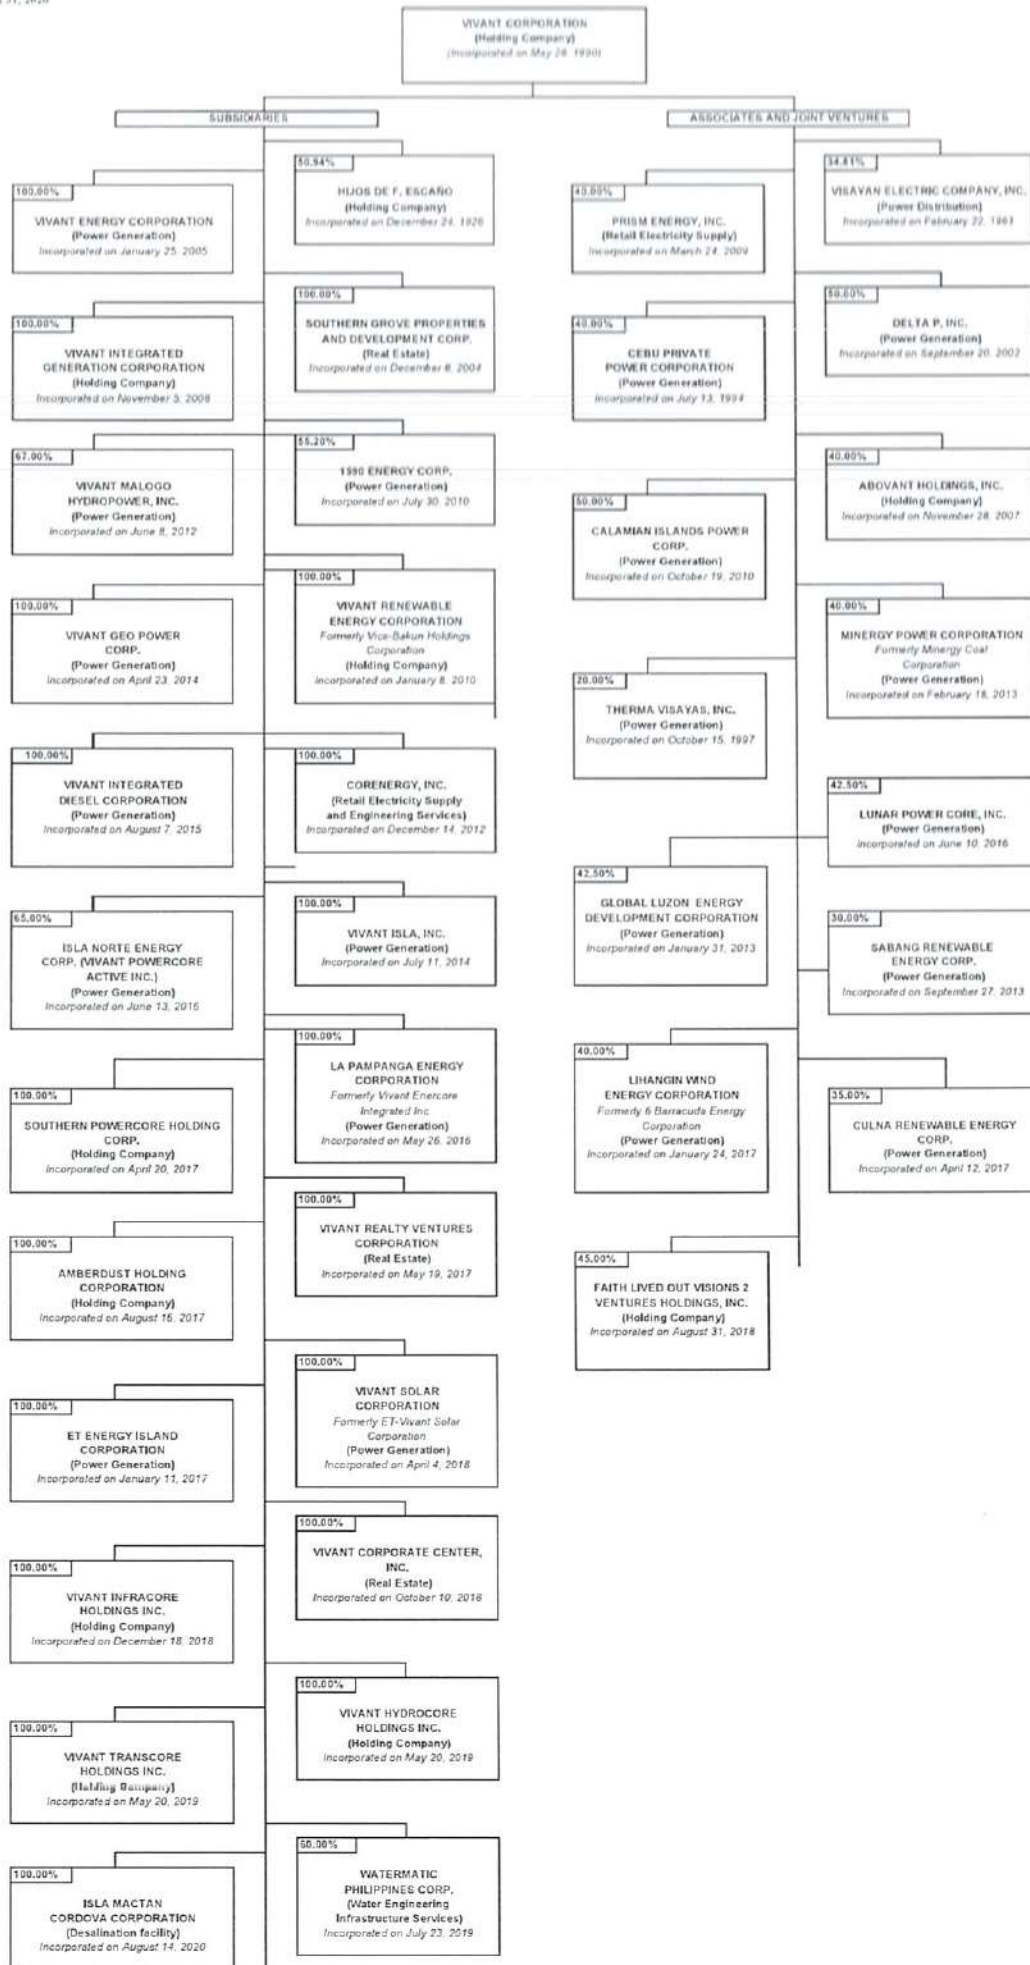 VIVANT CORPORATION
(Holding Company)
(Incorporated on May 28, 1990)
SUBSIDIARIES
ASSOCIATES AND JOINT VENTURES
100.00%
VIVANT ENERGY CORPORATION
(Power Generation)
Incorporated on January 25, 2005
50.94%
HIJOS DE F. ESCAÑO
(Holding Company)
Incorporated on December 24, 1926
40.00%
PRISM ENERGY, INC.
(Retail Electricity Supply)
Incorporated on March 24, 2009
34.81%
VISAYAN ELECTRIC COMPANY, INC.
(Power Distribution)
Incorporated on February 22, 1961
100.00%
VIVANT INTEGRATED
GENERATION CORPORATION
(Holding Company)
Incorporated on November 5, 2008
100.00%
SOUTHERN GROVE PROPERTIES
AND DEVELOPMENT CORP.
(Real Estate)
Incorporated on December 8, 2004
40.00%
CEBU PRIVATE
POWER CORPORATION
(Power Generation)
Incorporated on July 13, 1994
50.00%
DELTA P, INC.
(Power Generation)
Incorporated on September 20, 2002
67.00%
VIVANT MALOGO
HYDROPOWER, INC.
(Power Generation)
Incorporated on June 8, 2012
55.20%
1590 ENERGY CORP.
(Power Generation)
Incorporated on July 30, 2010
50.00%
CALAMIAN ISLANDS POWER
CORP.
(Power Generation)
Incorporated on October 19, 2010
40.00%
ABOVANT HOLDINGS, INC.
(Holding Company)
Incorporated on November 28, 2007
100.00%
VIVANT GEO POWER
CORP.
(Power Generation)
Incorporated on April 23, 2014
100.00%
VIVANT RENEWABLE
ENERGY CORPORATION
Formerly Vics-Bakun Holdings
Corporation
(Holding Company)
Incorporated on January 8, 2010
20.00%
THERMA VISAYAS, INC.
(Power Generation)
Incorporated on October 15, 1997
40.00%
MINERGY POWER CORPORATION
Formerly Minergy Coal
Corporation
(Power Generation)
Incorporated on February 18, 2013
100.00%
VIVANT INTEGRATED
DIESEL CORPORATION
(Power Generation)
Incorporated on August 7, 2015
100.00%
CORENERGY, INC.
(Retail Electricity Supply
and Engineering Services)
Incorporated on December 14, 2012
42.50%
GLOBAL LUZON ENERGY
DEVELOPMENT CORPORATION
(Power Generation)
Incorporated on January 31, 2013
42.50%
LUNAR POWER CORE, INC.
(Power Generation)
Incorporated on June 10, 2016
65.00%
ISLA NORTE ENERGY
CORP. (VIVANT POWERCORE
ACTIVE INC.)
(Power Generation)
Incorporated on June 13, 2016
100.00%
VIVANT ISLA, INC.
(Power Generation)
Incorporated on July 11, 2014
30.00%
SABANG RENEWABLE
ENERGY CORP.
(Power Generation)
Incorporated on September 27, 2013
100.00%
SOUTHERN POWERCORE HOLDING
CORP.
(Holding Company)
Incorporated on April 20, 2017
100.00%
LA PAMPANGA ENERGY
CORPORATION
Formerly Vivant Enercore
Integrated Inc.
(Power Generation)
Incorporated on May 26, 2016
40.00%
LIHANGIN WIND
ENERGY CORPORATION
Formerly 6 Barracuda Energy
Corporation
(Power Generation)
Incorporated on January 24, 2017
35.00%
CULNA RENEWABLE ENERGY
CORP.
(Power Generation)
Incorporated on April 12, 2017
100.00%
AMBERDUST HOLDING
CORPORATION
(Holding Company)
Incorporated on August 16, 2017
100.00%
VIVANT REALTY VENTURES
CORPORATION
(Real Estate)
Incorporated on May 19, 2017
45.00%
FAITH LIVED OUT VISIONS 2
VENTURES HOLDINGS, INC.
(Holding Company)
Incorporated on August 31, 2018
100.00%
ET ENERGY ISLAND
CORPORATION
(Power Generation)
Incorporated on January 11, 2017
100.00%
VIVANT SOLAR
CORPORATION
Formerly ET-Vivant Solar
Corporation
(Power Generation)
Incorporated on April 4, 2018
100.00%
VIVANT INFRACORE
HOLDINGS INC.
(Holding Company)
Incorporated on December 18, 2018
100.00%
VIVANT CORPORATE CENTER,
INC.
(Real Estate)
Incorporated on October 10, 2016
100.00%
VIVANT TRANSCORE
HOLDINGS INC.
(Holding Company)
Incorporated on May 20, 2019
100.00%
VIVANT HYDROCORE
HOLDINGS INC.
(Holding Company)
Incorporated on May 20, 2019
100.00%
ISLA MACTAN
CORDOVA CORPORATION
(Desalination facility)
Incorporated on August 14, 2020
60.00%
WATERMATIC
PHILIPPINES CORP.
(Water Engineering
Infrastructure Services)
Incorporated on July 23, 2019